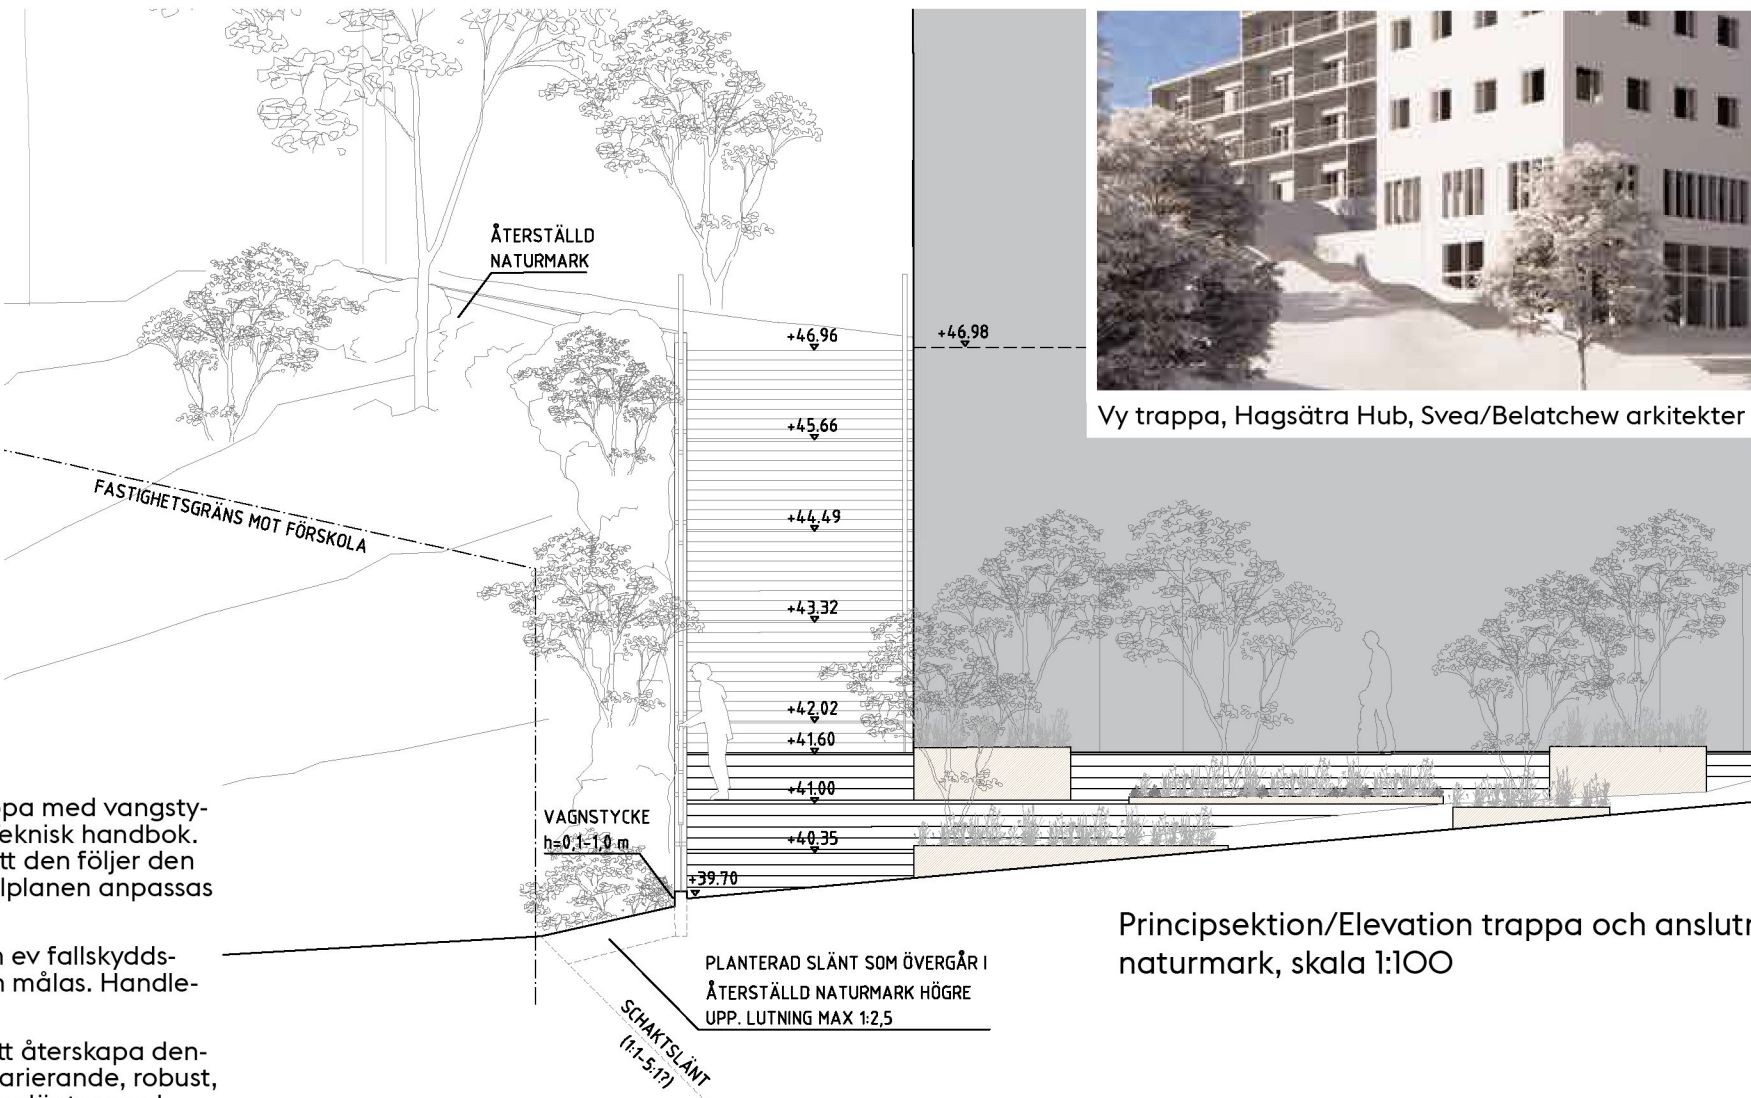 ÅTERSTÄLLD
NATURMARK
+46.96
+46.98
Vy trappa, Hagsätra Hub, Svea/Belatchew arkitekter
+45.66
FASTIGHETSGRÄNS MOT FÖRSKOLA
+44.49
+43.32
+42.02
+41.60
+41.00
+40.35
+39.70
VAGNSTYCKE
h=0,1-1,0 m
ppa med vangsty-
eknisk handbok.
tt den följer den
lplanen anpassas
n ev fallskydds-
n målas. Handle-
tt återskapa den-
arierande, robust,
PLANTERAD SLÄNT SOM ÖVERGÅR I
ÅTERSTÄLLD NATURMARK HÖGRE
UPP. LUTNING MAX 1:2,5
SCHAKTSLÄNT
(1:1-5:1?)
Principsektion/Elevation trappa och anslutn
naturmark, skala 1:100